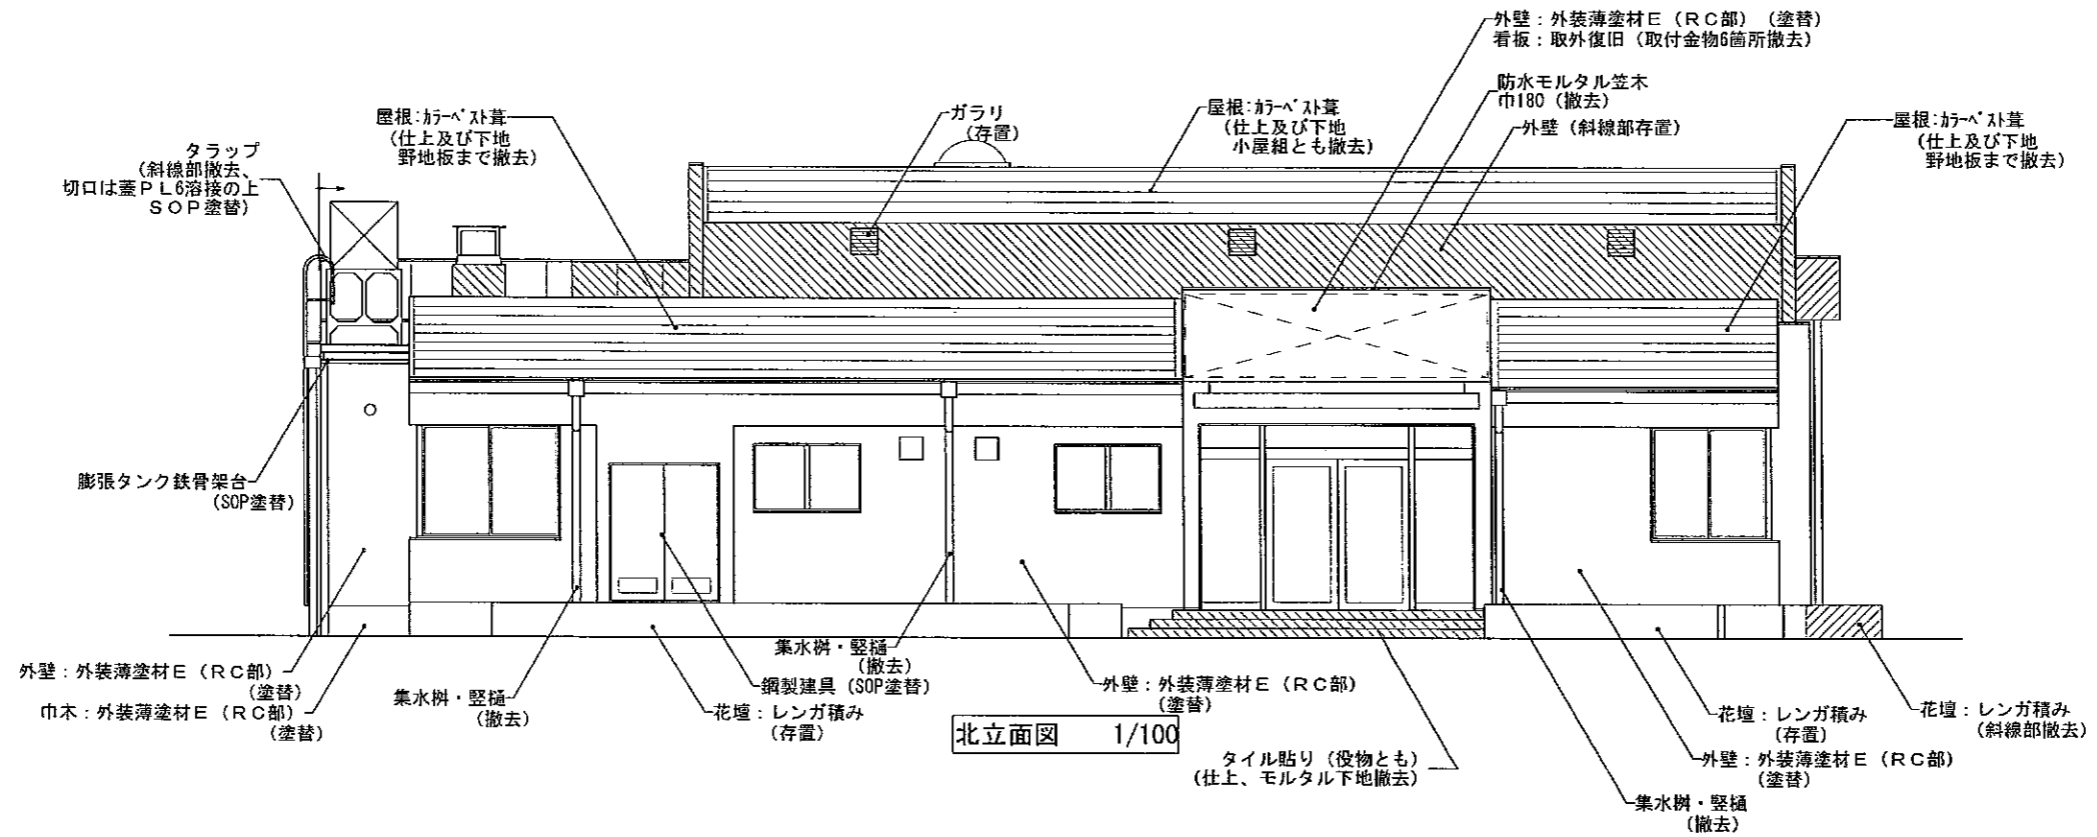 外壁：外装薄塗材Ｅ（ＲＣ部）（塗替）
看板：取外復旧（取付金物6箇所撤去）
防水モルタル笠木
巾180（撤去）
外壁（斜線部存置）
屋根:ｶﾗｰﾍﾞｽﾄ葺
（仕上及び下地
野地板まで撤去）
ガラリ
（存置）
屋根:ｶﾗｰﾍﾞｽﾄ葺
（仕上及び下地
小屋組とも撤去）
屋根:ｶﾗｰﾍﾞｽﾄ葺
（仕上及び下地
野地板まで撤去）
タラップ
（斜線部撤去、
切口は蓋ＰＬ6溶接の上
ＳＯＰ塗替）
膨張タンク鉄骨架台
（SOP塗替）
外壁：外装薄塗材Ｅ（ＲＣ部）
（塗替）
巾木：外装薄塗材Ｅ（ＲＣ部）
（塗替）
集水桝・竪樋
（撤去）
集水桝・竪樋
（撤去）
鋼製建具（SOP塗替）
花壇：レンガ積み
（存置）
外壁：外装薄塗材Ｅ（ＲＣ部）
（塗替）
北立面図　1/100
タイル貼り（役物とも）
（仕上、モルタル下地撤去）
花壇：レンガ積み
（存置）
花壇：レンガ積み
（斜線部撤去）
外壁：外装薄塗材Ｅ（ＲＣ部）
（塗替）
集水桝・竪樋
（撤去）